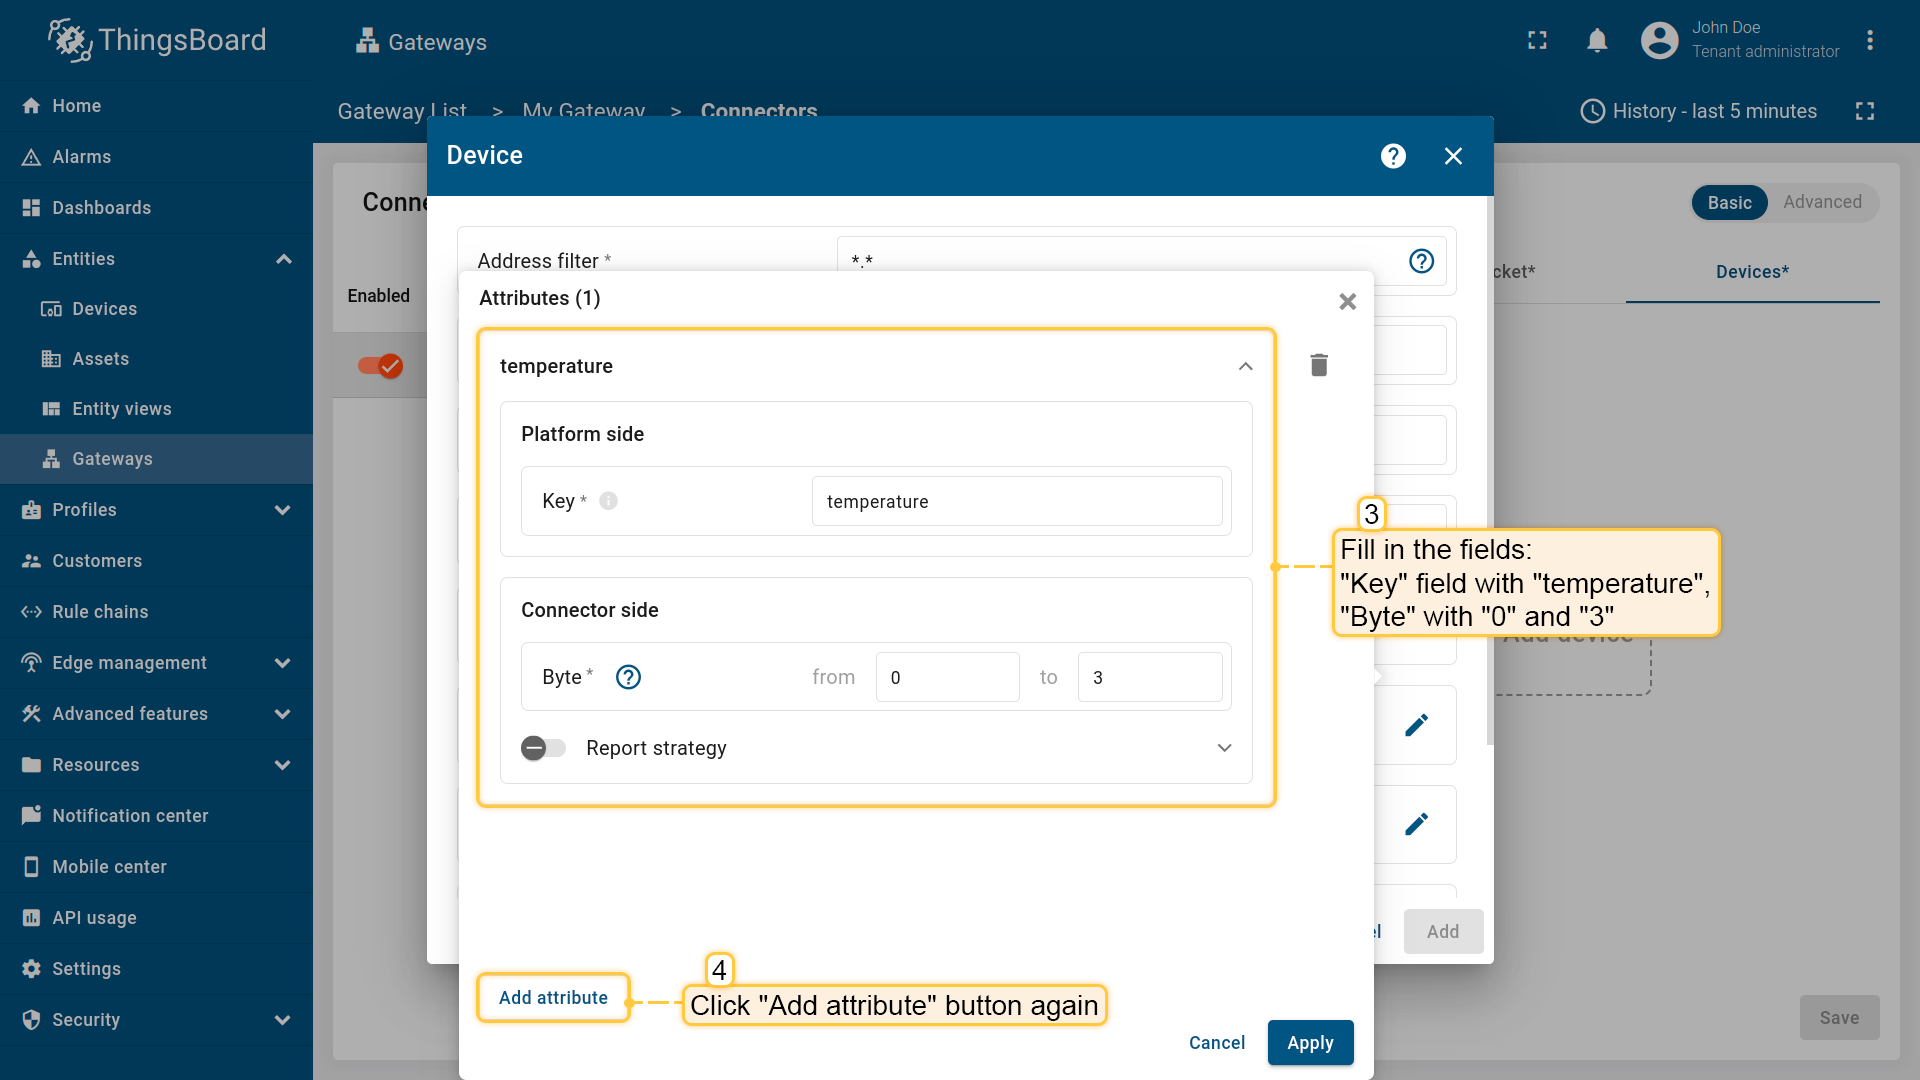 ThingsBoard
Gateways
John Doe
Tenant administrator
Home
Alarms
Dashboards
Entities
Devices
Assets
Entity views
Gateways
Profiles
Customers
Rule chains
Edge management
Advanced features
Resources
Notification center
Mobile center
API usage
Settings
Security
Gateway List > My Gateway > Connectors
History - last 5 minutes
Device
Conne
Basic
Advanced
Address filter *
*.*
cket*
Devices*
Enabled
Attributes (1)
temperature
Platform side
Key *
temperature
3
Fill in the fields:
"Key" field with "temperature",
"Byte" with "0" and "3"
Add device
Connector side
Byte *
from
0
to
3
Report strategy
el
Add
Add attribute
4
Click "Add attribute" button again
Cancel
Apply
Save